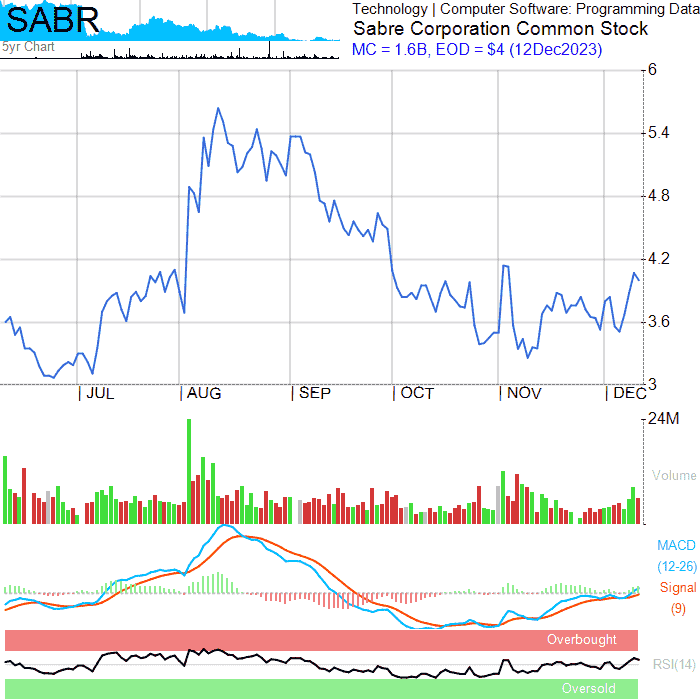 SABR
5yr Chart
Technology | Computer Software: Programming Data
Sabre Corporation Common Stock
MC = 1.6B, EOD = $4 (12Dec2023)
6
5.4
4.8
4.2
3.6
3
JUL AUG SEP OCT NOV DEC
24M
Volume
MACD
(12-26)
Signal
(9)
Overbought
RSI(14)
Oversold